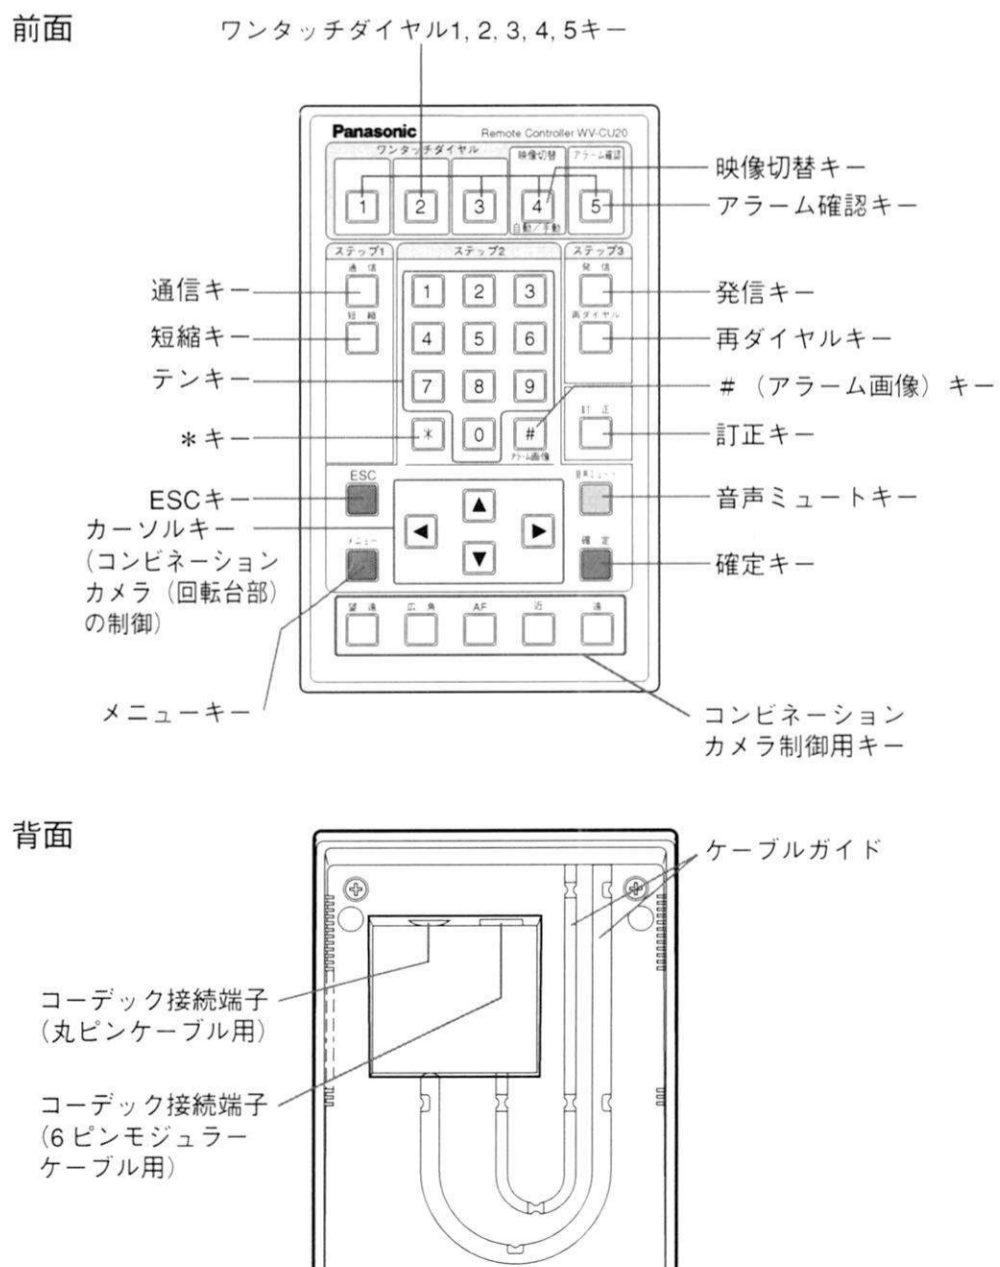 前面
ワンタッチダイヤル1, 2, 3, 4, 5キー
Panasonic
Remote Controller WV-CU20
ワンタッチダイヤル
映像切替
アラーム確認
1
2
3
4
5
自動／手動
映像切替キー
アラーム確認キー
ステップ1
ステップ2
ステップ3
通信
発信
通信キー
1
2
3
発信キー
短縮
再ダイヤル
短縮キー
4
5
6
再ダイヤルキー
テンキー
7
8
9
#（アラーム画像）キー
訂正
＊キー
*
0
#
訂正キー
アラーム画像
ESC
音声ミュート
ESCキー
▲
音声ミュートキー
カーソルキー
(コンビネーション
カメラ（回転台部）
の制御)
◀
▶
メニュー
確定
▼
確定キー
望遠
広角
AF
近
遠
メニューキー
コンビネーション
カメラ制御用キー
背面
ケーブルガイド
コーデック接続端子
(丸ピンケーブル用)
コーデック接続端子
(6ピンモジュラー
ケーブル用)